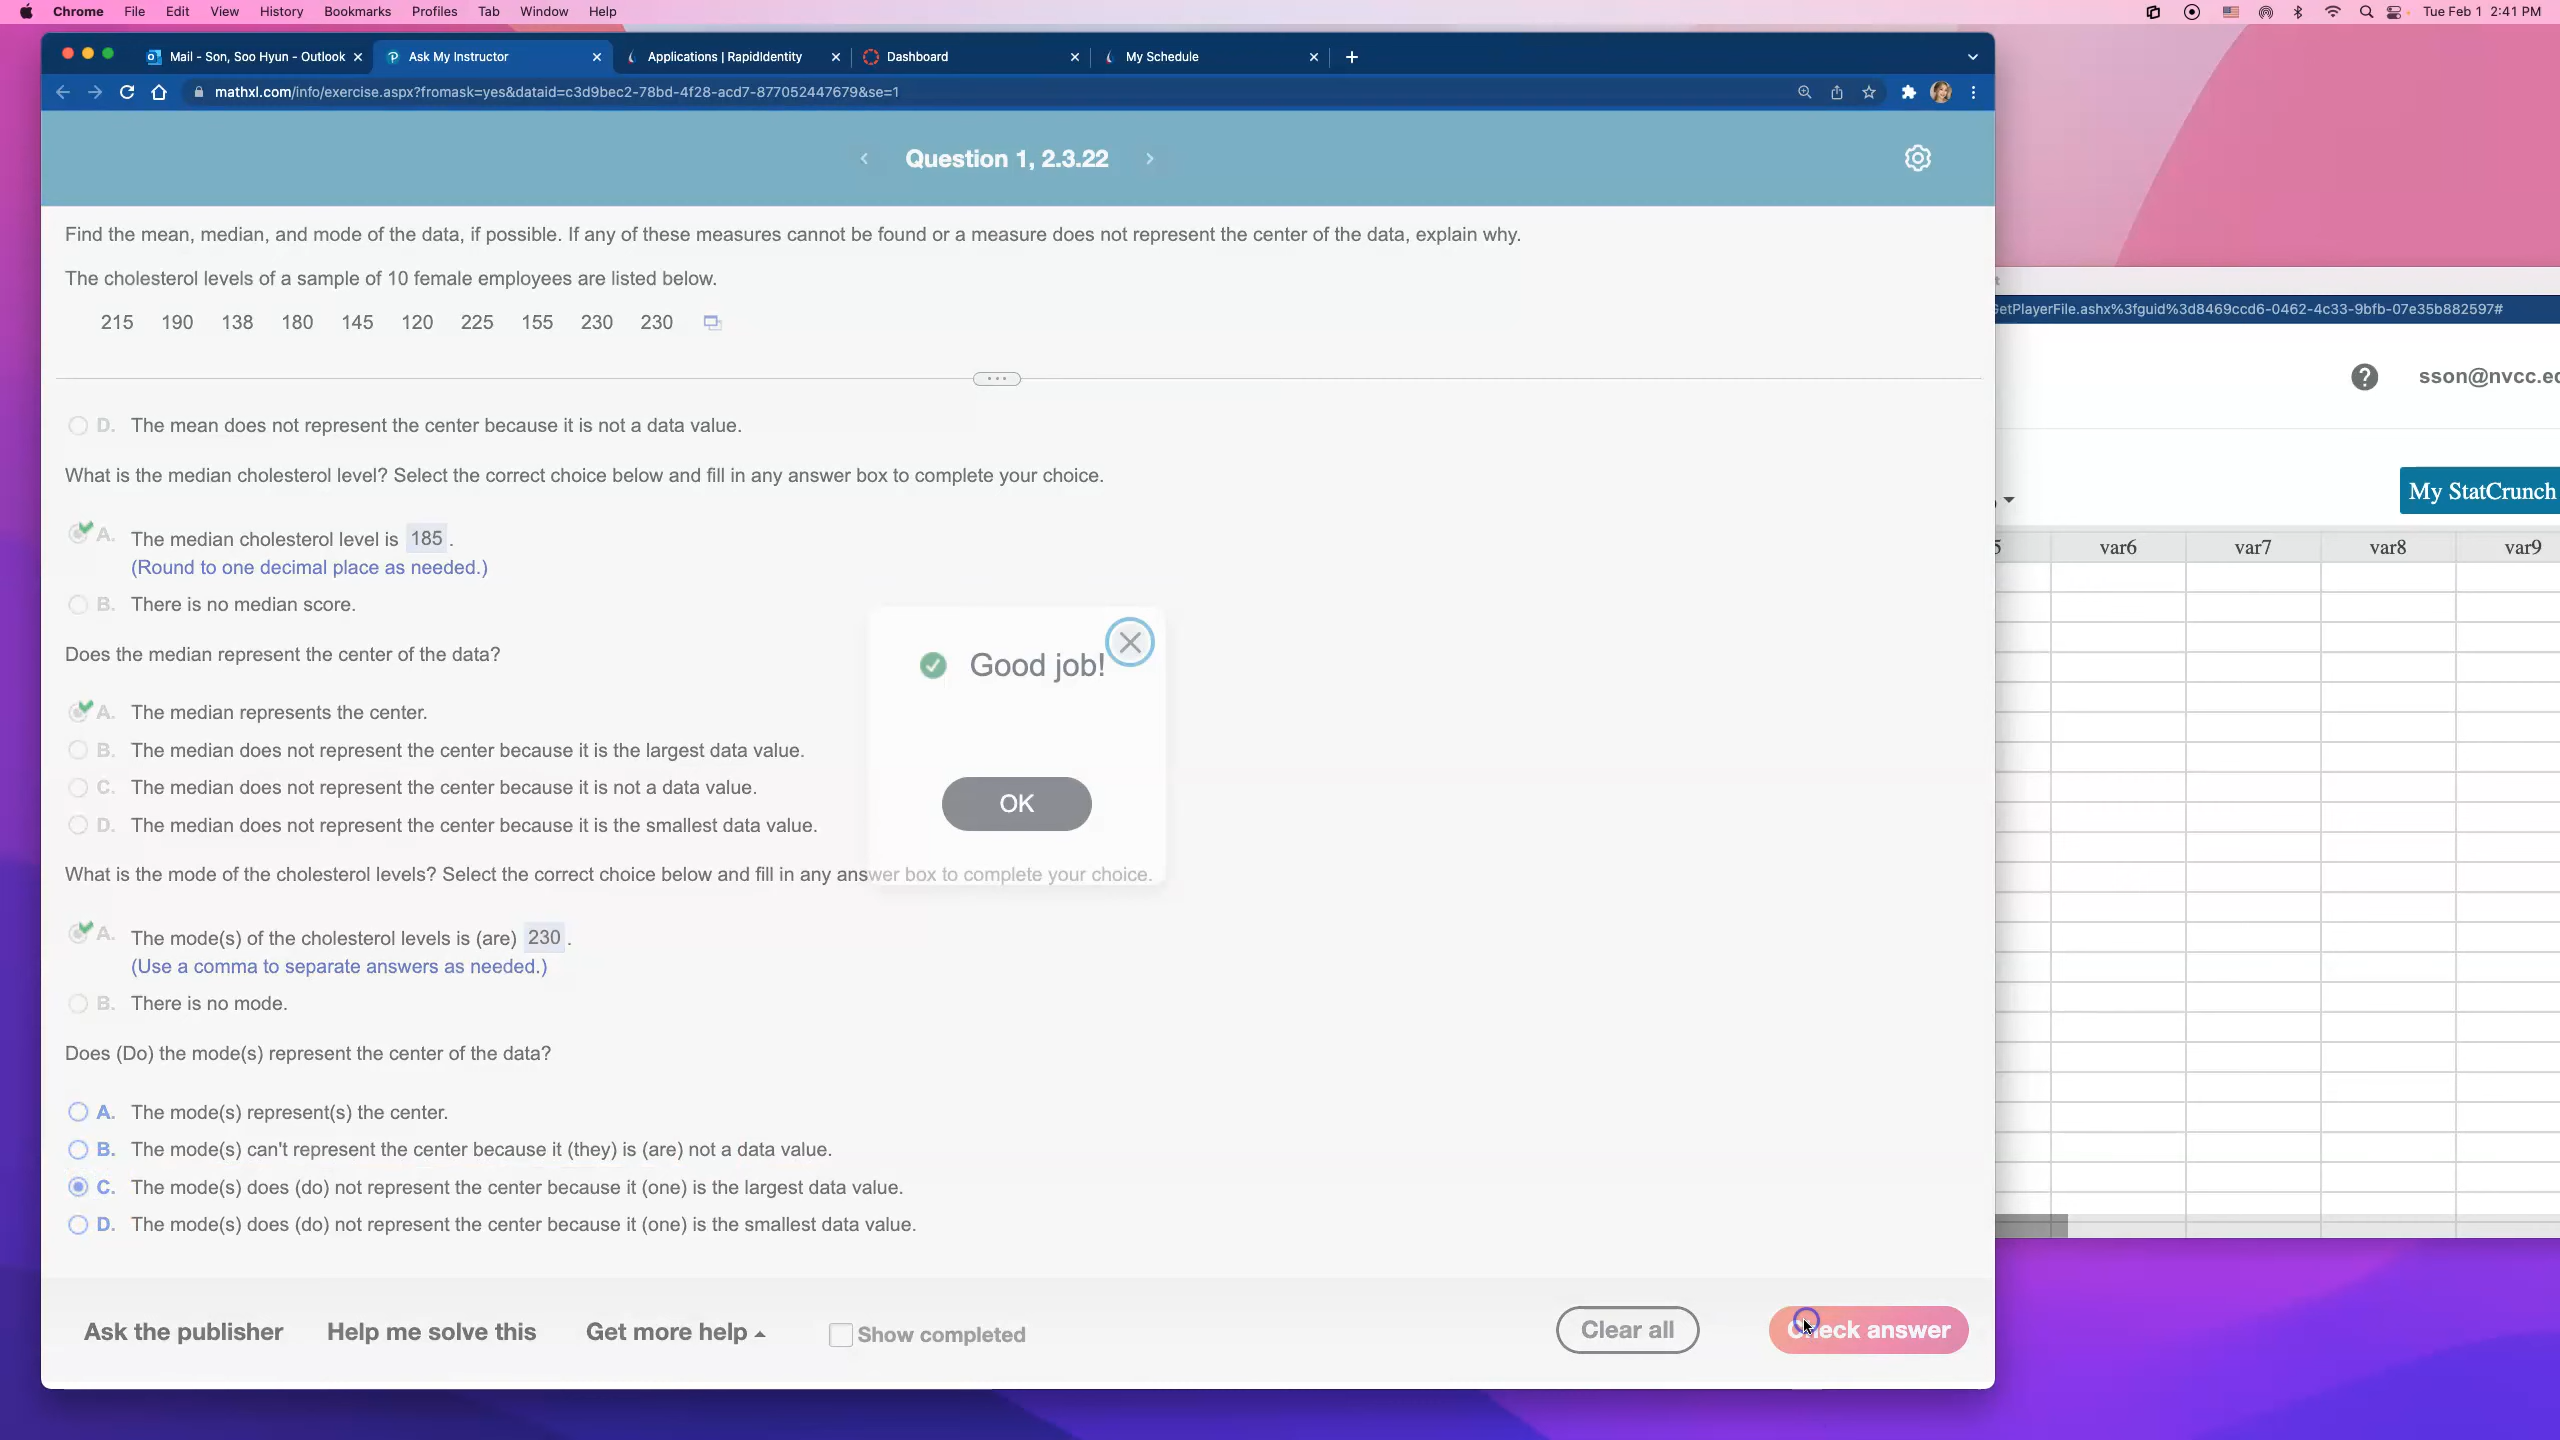 Chrome File Edit View History Bookmarks Profiles Tab Window Help Tue Feb 1 2:41 PM
Mail - Son, Soo Hyun - Outlook Ask My Instructor Applications | RapidIdentity Dashboard My Schedule
mathxl.com/info/exercise.aspx?fromask=yes&dataid=c3d9bec2-78bd-4f28-acd7-877052447679&se=1
Question 1, 2.3.22
Find the mean, median, and mode of the data, if possible. If any of these measures cannot be found or a measure does not represent the center of the data, explain why.
The cholesterol levels of a sample of 10 female employees are listed below.
215 190 138 180 145 120 225 155 230 230
D. The mean does not represent the center because it is not a data value.
What is the median cholesterol level? Select the correct choice below and fill in any answer box to complete your choice.
A. The median cholesterol level is 185.
(Round to one decimal place as needed.)
B. There is no median score.
Does the median represent the center of the data?
A. The median represents the center.
B. The median does not represent the center because it is the largest data value.
C. The median does not represent the center because it is not a data value.
D. The median does not represent the center because it is the smallest data value.
What is the mode of the cholesterol levels? Select the correct choice below and fill in any answer box to complete your choice.
A. The mode(s) of the cholesterol levels is (are) 230.
(Use a comma to separate answers as needed.)
B. There is no mode.
Does (Do) the mode(s) represent the center of the data?
A. The mode(s) represent(s) the center.
B. The mode(s) can't represent the center because it (they) is (are) not a data value.
C. The mode(s) does (do) not represent the center because it (one) is the largest data value.
D. The mode(s) does (do) not represent the center because it (one) is the smallest data value.
Good job!
OK
Ask the publisher Help me solve this Get more help Show completed Clear all Check answer
GetPlayerFile.ashx%3fguid%3d8469ccd6-0462-4c33-9bfb-07e35b882597#
sson@nvcc.ed
My StatCrunch
5 var6 var7 var8 var9